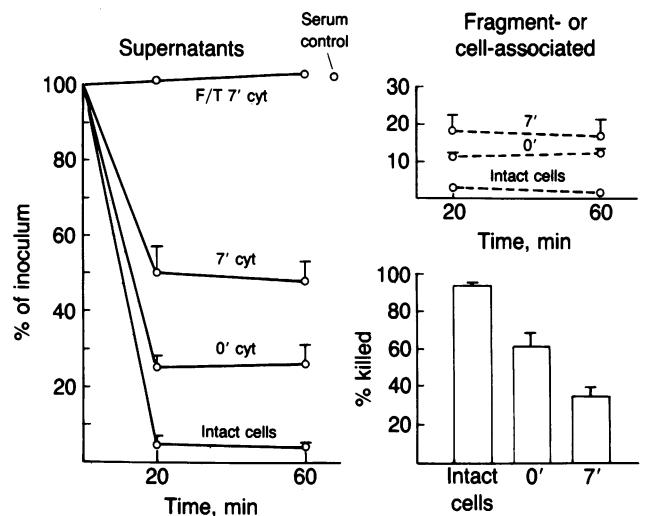 Supernatants
Serum
control
100
80
60
40
20
% of inoculum
F/T 7' cyt
7' cyt
0' cyt
Intact cells
20
60
Time, min
Fragment- or
cell-associated
30
20
10
7'
0'
Intact cells
20
60
Time, min
100
80
60
40
20
% killed
Intact
cells
0'
7'